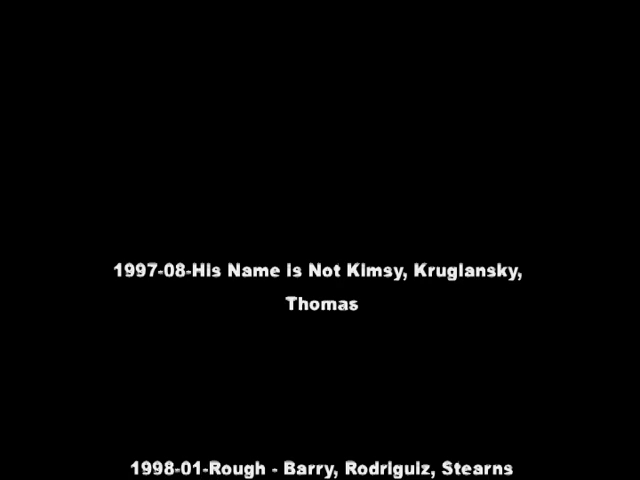 1997-08-His Name is Not Kimsy, Kruglansky,
Thomas
1998-01-Rough - Barry, Rodriguiz, Stearns